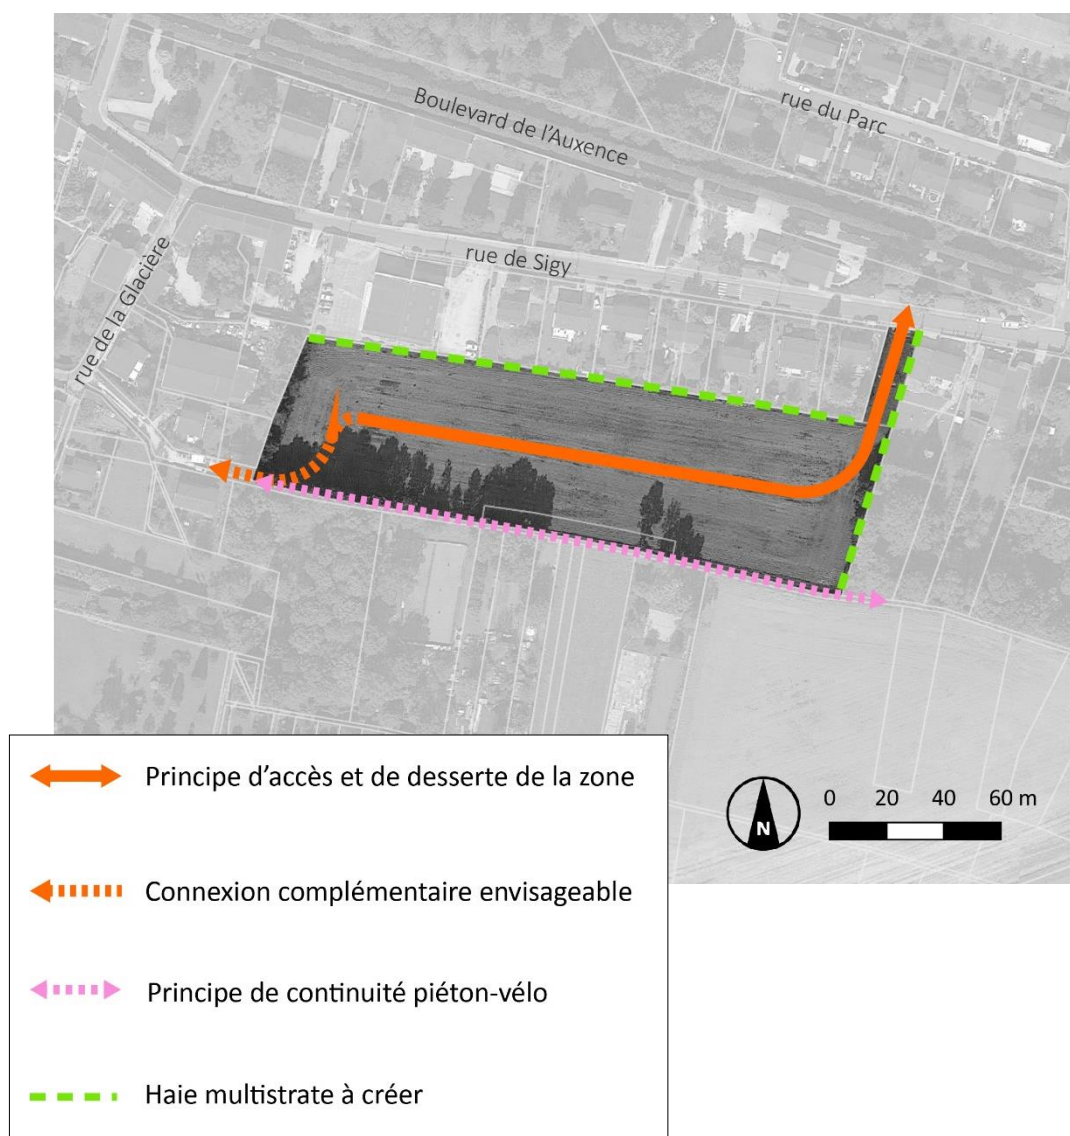 Boulevard de l'Auxence
rue du Parc
rue de Sigy
rue de la Glacière
Principe d'accès et de desserte de la zone
Connexion complémentaire envisageable
Principe de continuité piéton-vélo
Haie multistrate à créer
N
0 20 40 60 m